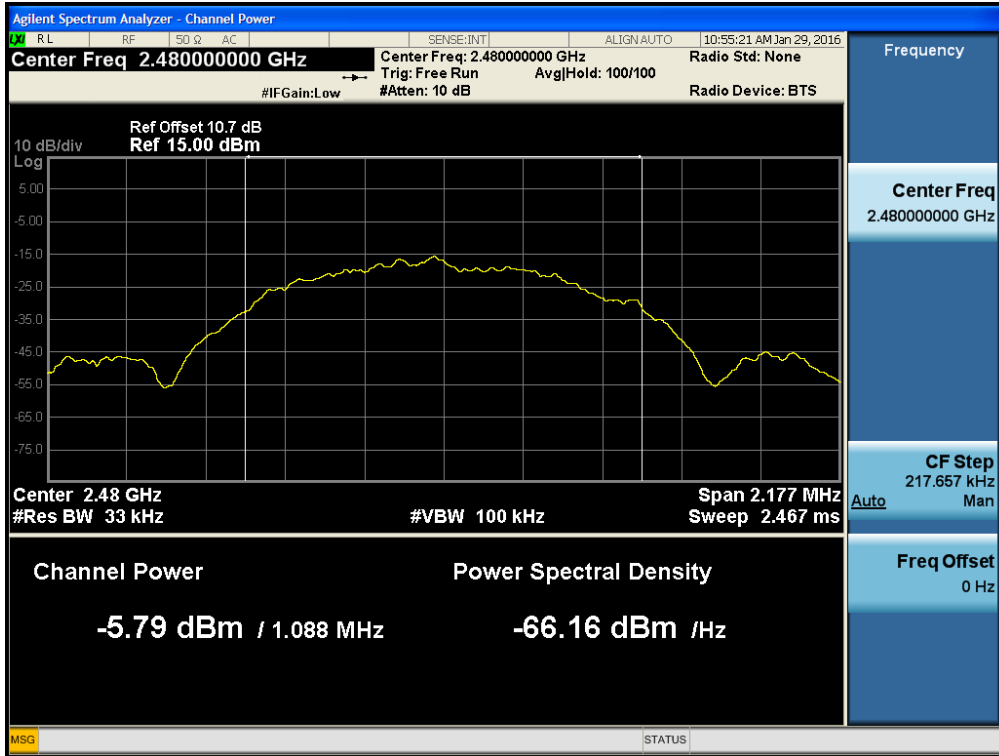 Agilent Spectrum Analyzer - Channel Power
LXI RL RF 50 Ω AC SENSE:INT ALIGN AUTO 10:55:21 AM Jan 29, 2016
Center Freq 2.480000000 GHz
Center Freq: 2.480000000 GHz Radio Std: None
Trig: Free Run Avg|Hold: 100/100
#IFGain:Low #Atten: 10 dB Radio Device: BTS
Frequency
Ref Offset 10.7 dB
10 dB/div Ref 15.00 dBm
Log
5.00
-5.00
-15.0
-25.0
-35.0
-45.0
-55.0
-65.0
-75.0
Center Freq
2.480000000 GHz
Center 2.48 GHz Span 2.177 MHz
#Res BW 33 kHz #VBW 100 kHz Sweep 2.467 ms
CF Step
217.657 kHz
Auto Man
Channel Power Power Spectral Density
-5.79 dBm / 1.088 MHz -66.16 dBm /Hz
Freq Offset
0 Hz
MSG STATUS